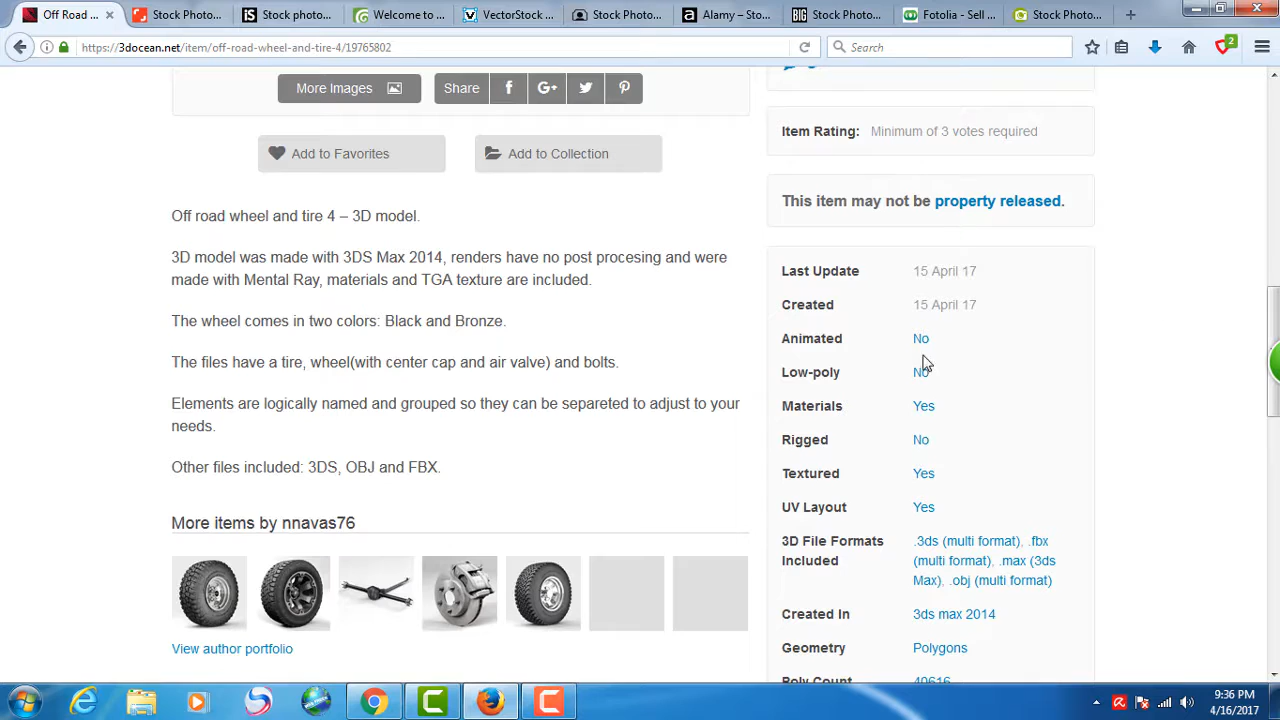 Off Road
Stock Photo...
Stock photo...
Welcome to ...
VectorStock...
Stock Photo...
Alamy – Sto...
Stock Photo...
Fotolia - Sell ...
Stock Photo...
https://3docean.net/item/off-road-wheel-and-tire-4/19765802
Search
2
More Images
Share
Add to Favorites
Add to Collection
Off road wheel and tire 4 – 3D model.
3D model was made with 3DS Max 2014, renders have no post procesing and were
made with Mental Ray, materials and TGA texture are included.
The wheel comes in two colors: Black and Bronze.
The files have a tire, wheel(with center cap and air valve) and bolts.
Elements are logically named and grouped so they can be separeted to adjust to your
needs.
Other files included: 3DS, OBJ and FBX.
More items by nnavas76
View author portfolio
Item Rating: Minimum of 3 votes required
This item may not be property released.
Last Update 15 April 17
Created 15 April 17
Animated No
Low-poly No
Materials Yes
Rigged No
Textured Yes
UV Layout Yes
3D File Formats Included .3ds (multi format), .fbx
(multi format), .max (3ds
Max), .obj (multi format)
Created In 3ds max 2014
Geometry Polygons
Poly Count 40616
9:36 PM
4/16/2017